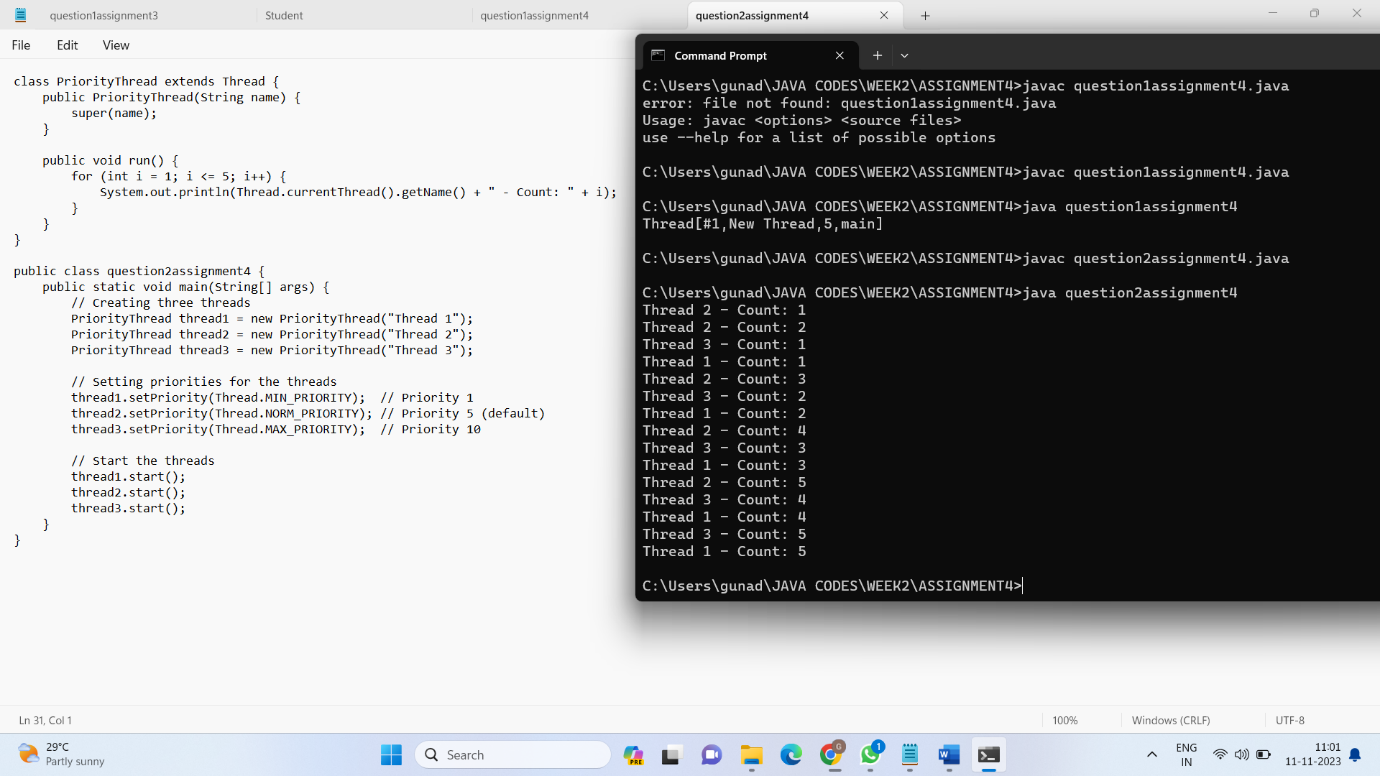 question1assignment3
Student
question1assignment4
question2assignment4
File Edit View
class PriorityThread extends Thread {
    public PriorityThread(String name) {
        super(name);
    }

    public void run() {
        for (int i = 1; i <= 5; i++) {
            System.out.println(Thread.currentThread().getName() + " - Count: " + i);
        }
    }
}

public class question2assignment4 {
    public static void main(String[] args) {
        // Creating three threads
        PriorityThread thread1 = new PriorityThread("Thread 1");
        PriorityThread thread2 = new PriorityThread("Thread 2");
        PriorityThread thread3 = new PriorityThread("Thread 3");

        // Setting priorities for the threads
        thread1.setPriority(Thread.MIN_PRIORITY);  // Priority 1
        thread2.setPriority(Thread.NORM_PRIORITY); // Priority 5 (default)
        thread3.setPriority(Thread.MAX_PRIORITY);  // Priority 10

        // Start the threads
        thread1.start();
        thread2.start();
        thread3.start();
    }
}
Command Prompt
C:\Users\gunad\JAVA CODES\WEEK2\ASSIGNMENT4>javac question1assignment4.java
error: file not found: question1assignment4.java
Usage: javac <options> <source files>
use --help for a list of possible options

C:\Users\gunad\JAVA CODES\WEEK2\ASSIGNMENT4>javac question1assignment4.java

C:\Users\gunad\JAVA CODES\WEEK2\ASSIGNMENT4>java question1assignment4
Thread[#1,New Thread,5,main]

C:\Users\gunad\JAVA CODES\WEEK2\ASSIGNMENT4>javac question2assignment4.java

C:\Users\gunad\JAVA CODES\WEEK2\ASSIGNMENT4>java question2assignment4
Thread 2 - Count: 1
Thread 2 - Count: 2
Thread 3 - Count: 1
Thread 1 - Count: 1
Thread 2 - Count: 3
Thread 3 - Count: 2
Thread 1 - Count: 2
Thread 2 - Count: 4
Thread 3 - Count: 3
Thread 1 - Count: 3
Thread 2 - Count: 5
Thread 3 - Count: 4
Thread 1 - Count: 4
Thread 3 - Count: 5
Thread 1 - Count: 5

C:\Users\gunad\JAVA CODES\WEEK2\ASSIGNMENT4>
Ln 31, Col 1
100%
Windows (CRLF)
UTF-8
29°C
Partly sunny
Search
PRE
G
1
ENG
IN
11:01
11-11-2023